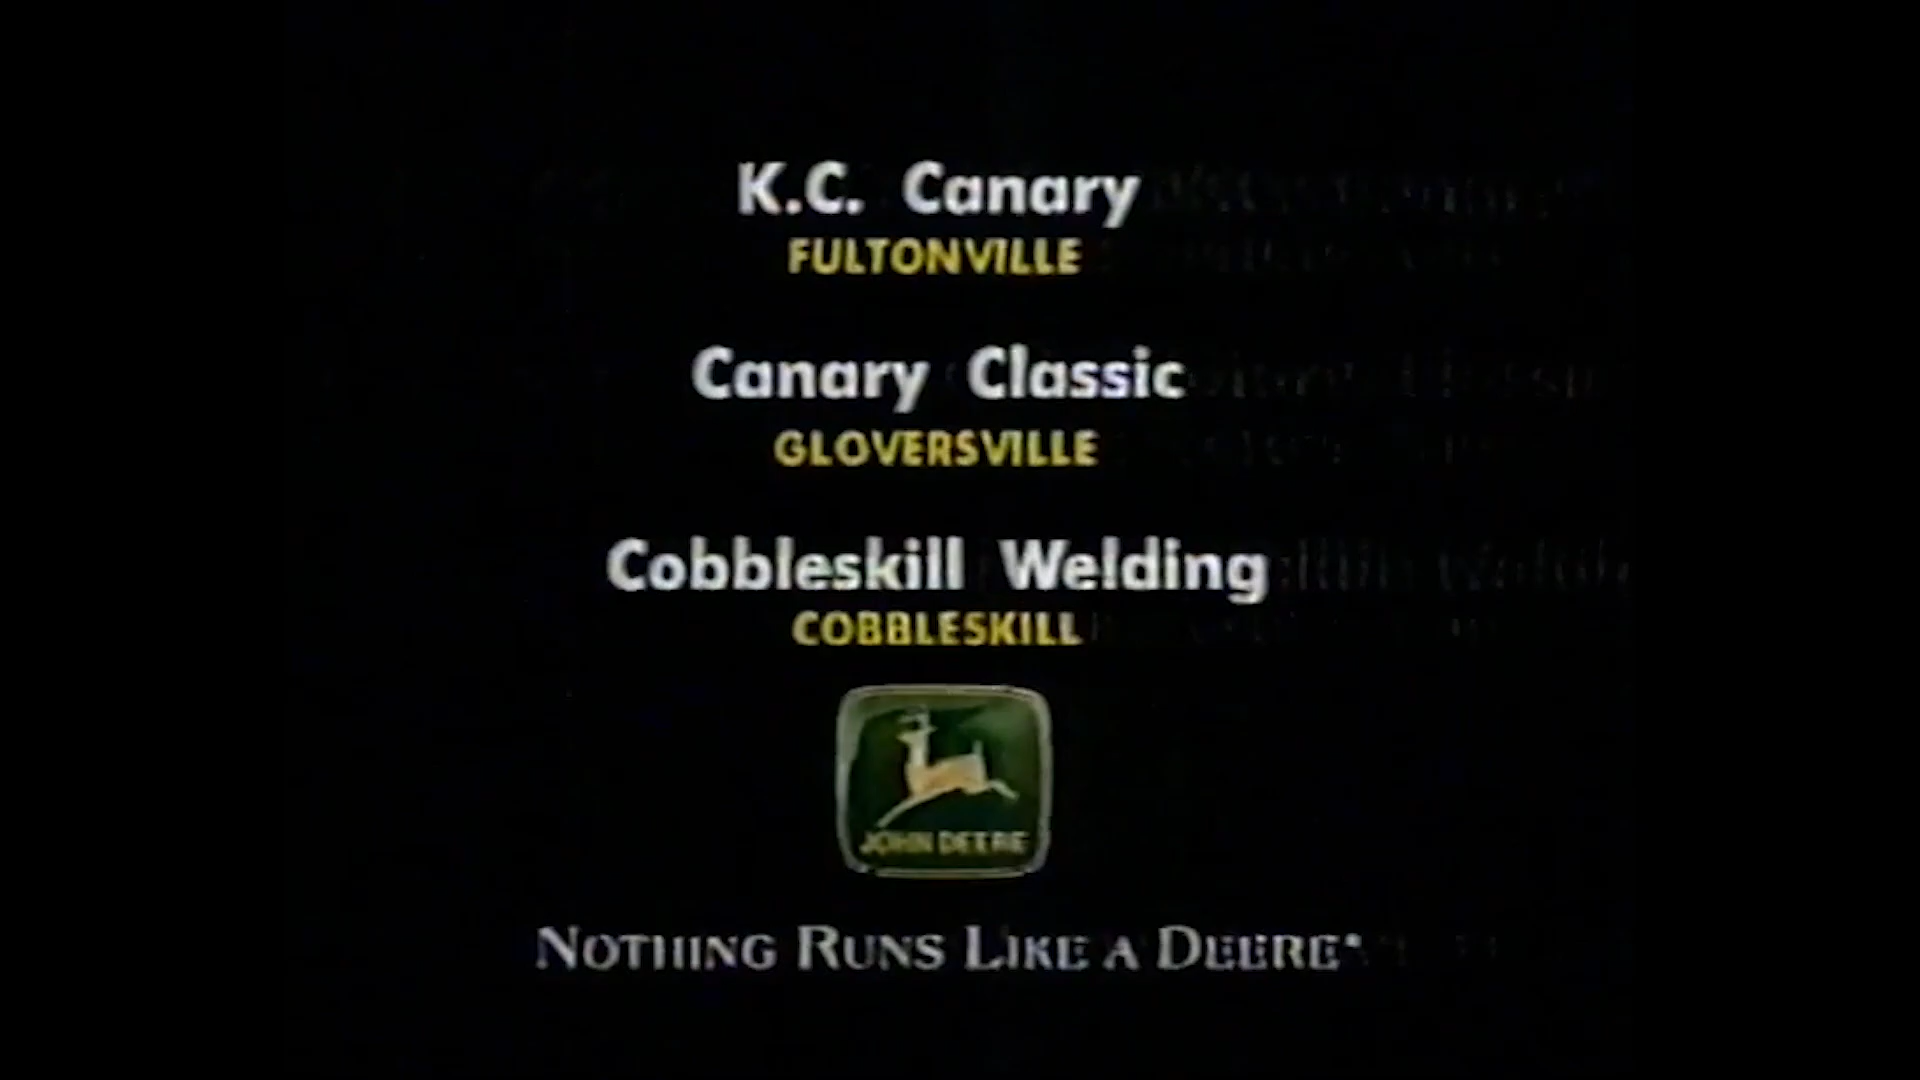 K.C. Canary
FULTONVILLE
Canary Classic
GLOVERSVILLE
Cobbleskill Welding
COBBLESKILL
JOHN DEERE
NOTHING RUNS LIKE A DEERE